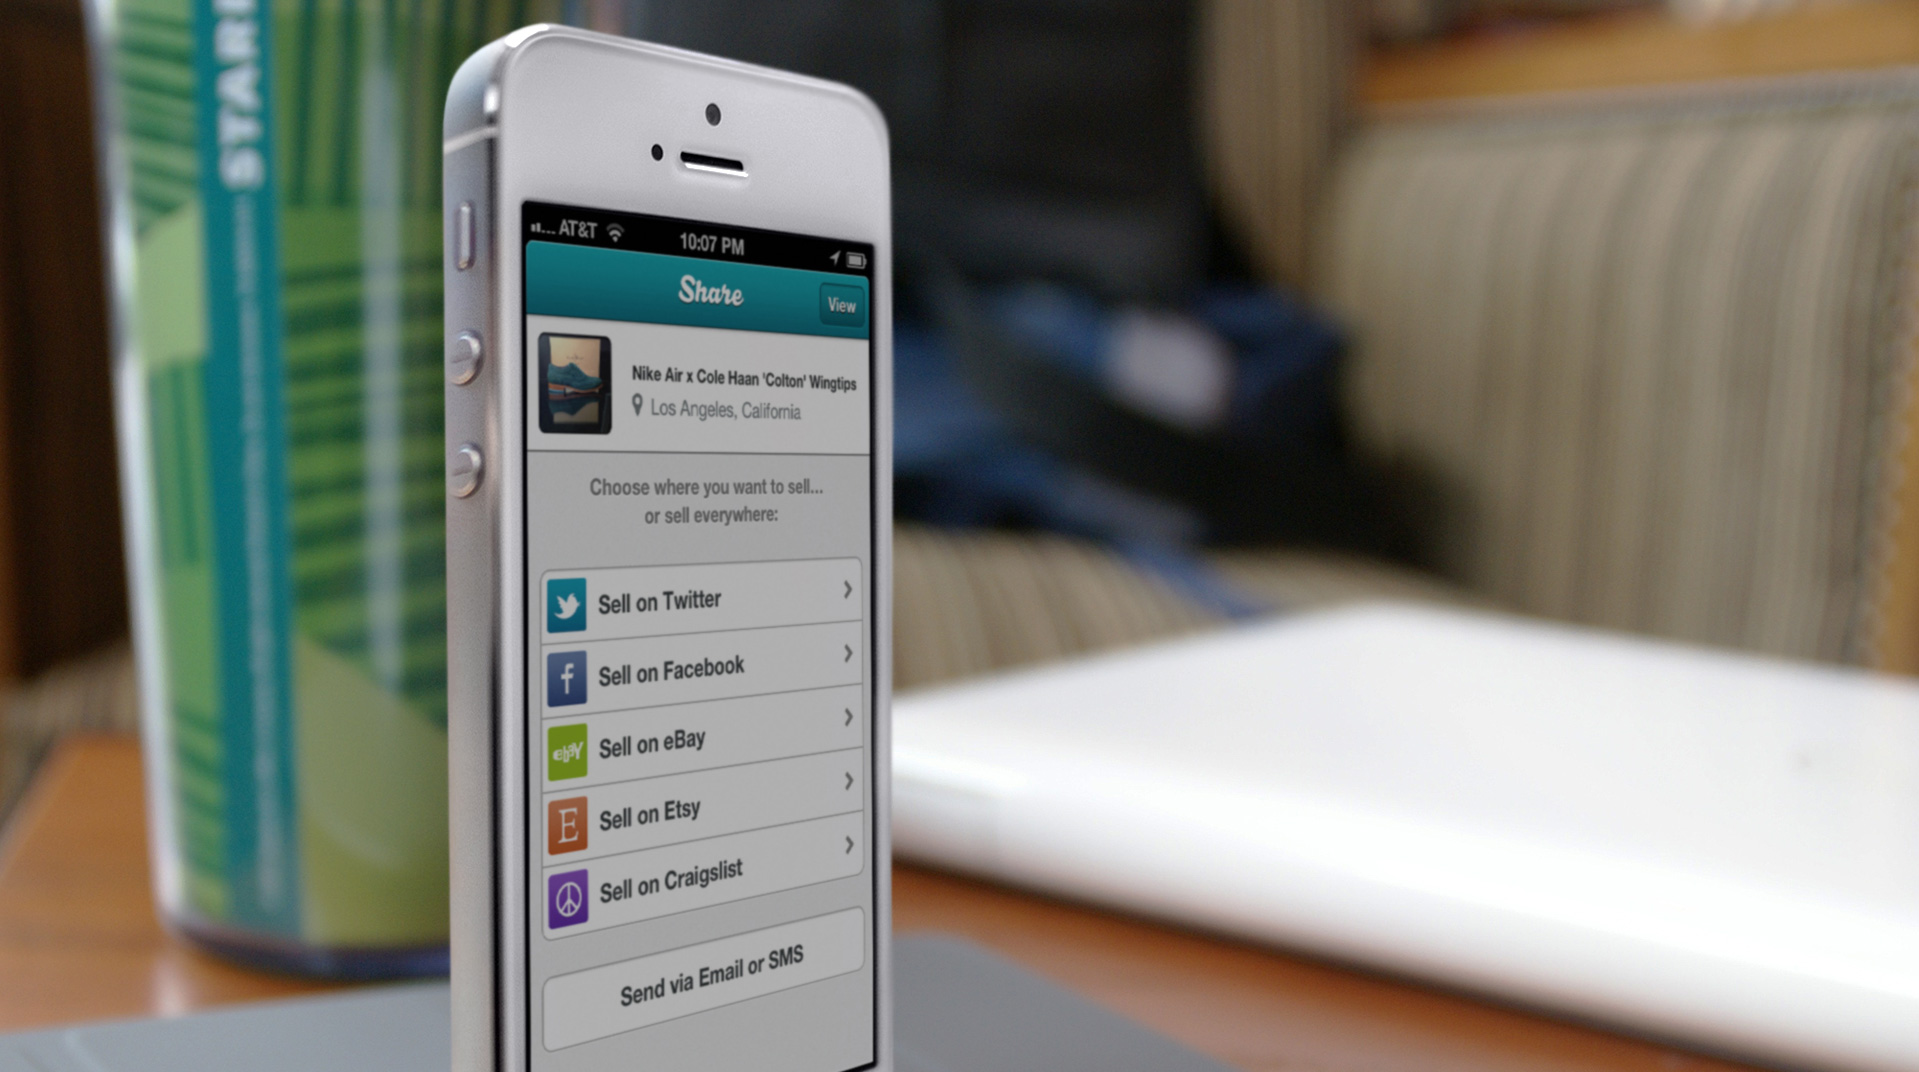 STAR
AT&T 10:07 PM
Share
View
Nike Air x Cole Haan 'Colton' Wingtips
Los Angeles, California
Choose where you want to sell...
or sell everywhere:
Sell on Twitter
f Sell on Facebook
ebay Sell on eBay
E Sell on Etsy
Sell on Craigslist
Send via Email or SMS